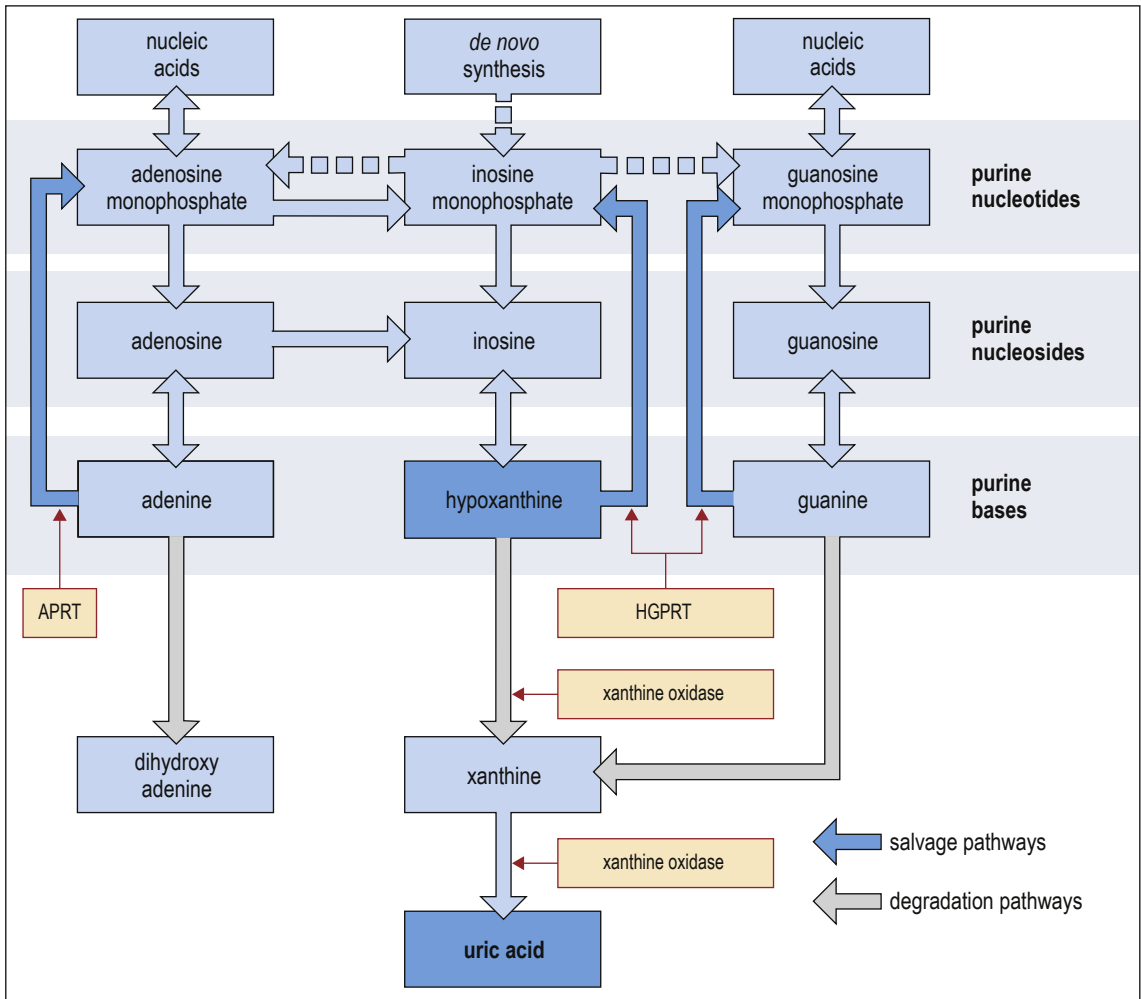 nucleic
acids
de novo
synthesis
nucleic
acids
adenosine
monophosphate
inosine
monophosphate
guanosine
monophosphate
purine
nucleotides
adenosine
inosine
guanosine
purine
nucleosides
adenine
hypoxanthine
guanine
purine
bases
APRT
HGPRT
xanthine oxidase
dihydroxy
adenine
xanthine
xanthine oxidase
salvage pathways
degradation pathways
uric acid